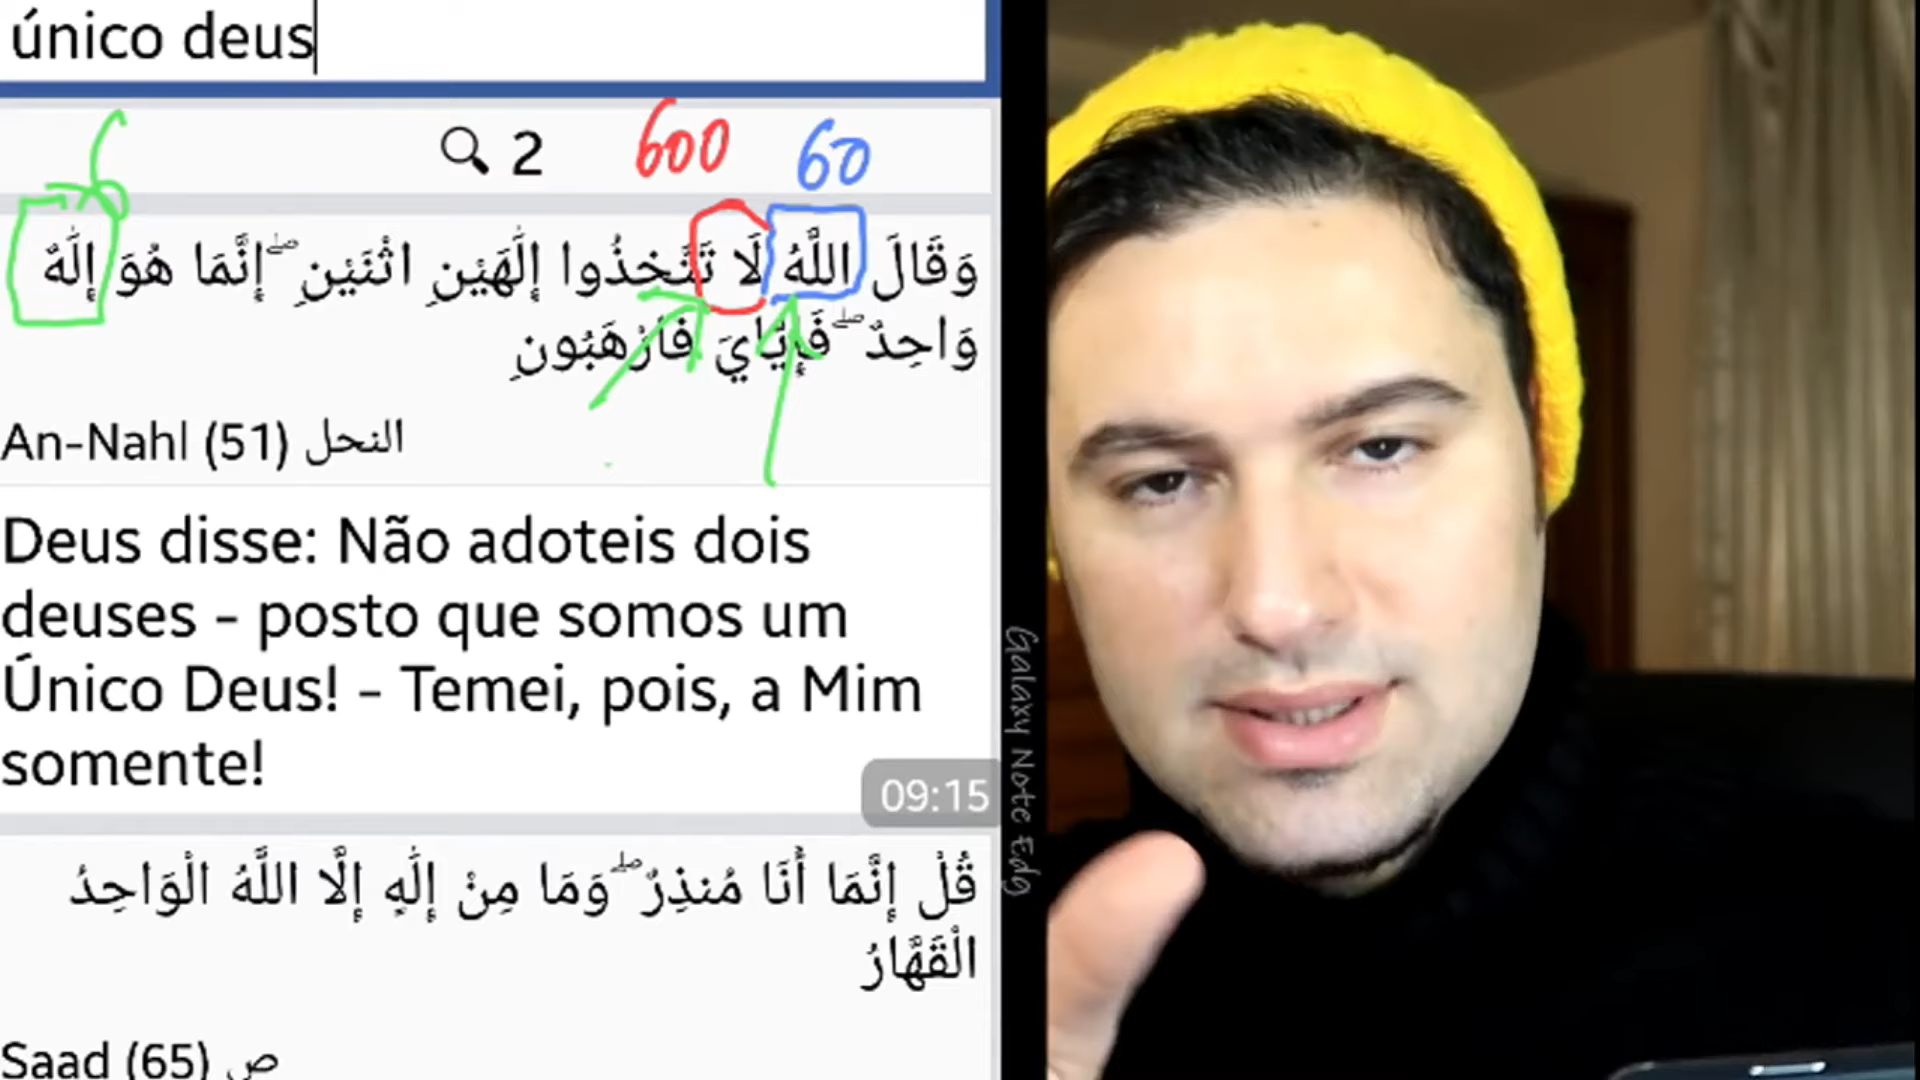 único deus
🔍 2
600
60
6
وَقَالَ اللَّهُ لَا تَتَّخِذُوا إِلَٰهَيْنِ اثْنَيْنِ ۖ إِنَّمَا هُوَ إِلَٰهٌ
وَاحِدٌ ۖ فَإِيَّايَ فَارْهَبُونِ
An-Nahl (51) النحل
Deus disse: Não adoteis dois
deuses - posto que somos um
Único Deus! - Temei, pois, a Mim
somente!
09:15
قُلْ إِنَّمَا أَنَا مُنذِرٌ ۖ وَمَا مِنْ إِلَٰهٍ إِلَّا اللَّهُ الْوَاحِدُ
الْقَهَّارُ
Saad (65) ص
Galaxy Note Edg